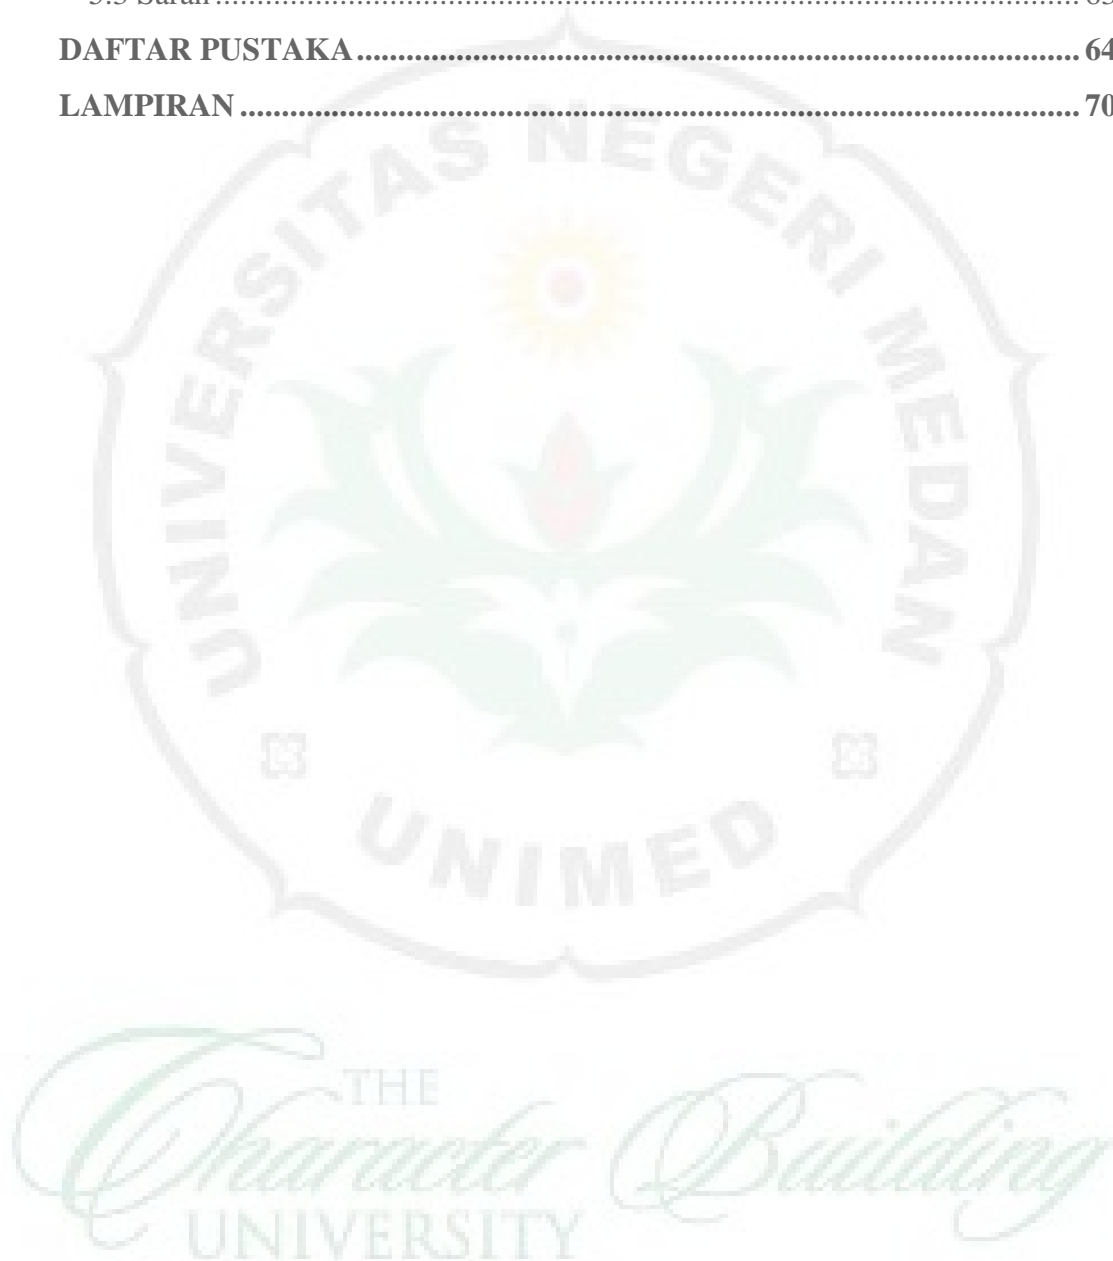 DAFTAR PUSTAKA ........................................................................................ 64
LAMPIRAN ...................................................................................................... 70
UNIVERSITAS NEGERI MEDAN
UNIMED
THE
Character Building
UNIVERSITY